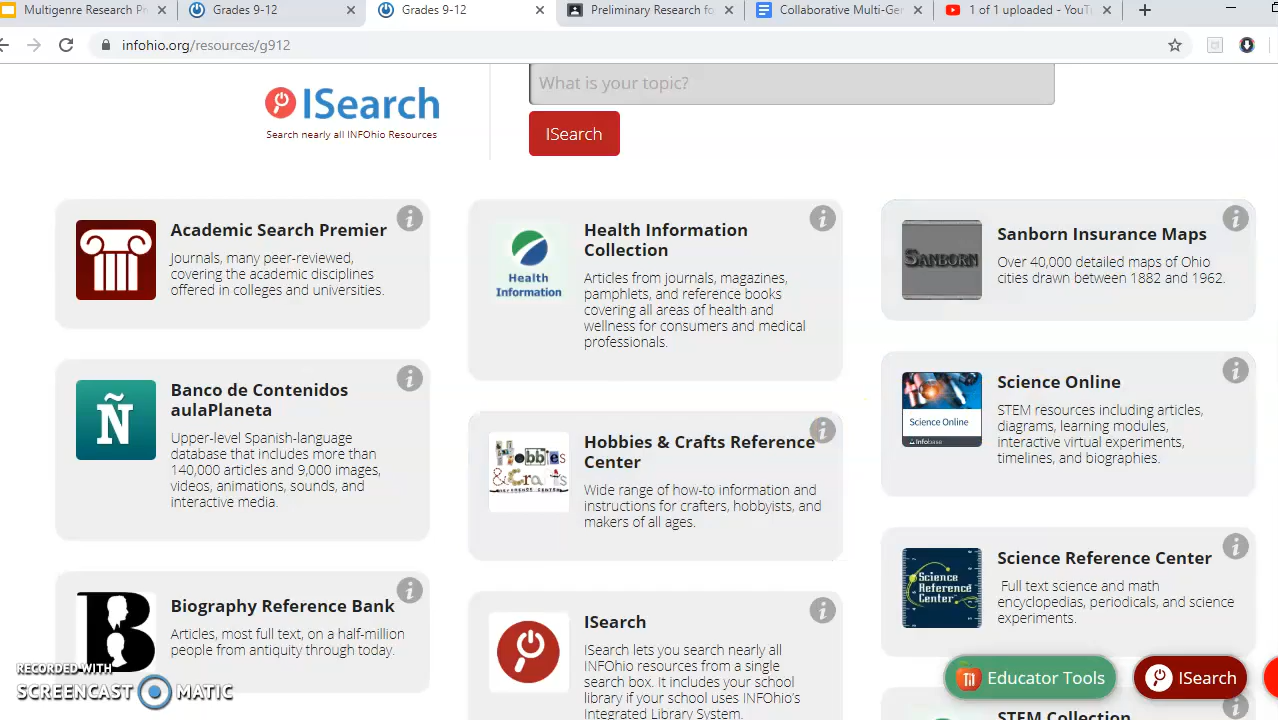 Multigenre Research Pr
Grades 9-12
Grades 9-12
Preliminary Research fo
Collaborative Multi-Gen
1 of 1 uploaded - YouTu
infohio.org/resources/g912
ISearch
Search nearly all INFOhio Resources
What is your topic?
ISearch
Academic Search Premier
Journals, many peer-reviewed,
covering the academic disciplines
offered in colleges and universities.
Ñ
Banco de Contenidos
aulaPlaneta
Upper-level Spanish-language
database that includes more than
140,000 articles and 9,000 images,
videos, animations, sounds, and
interactive media.
B
Biography Reference Bank
Articles, most full text, on a half-million
people from antiquity through today.
Health
Information
Health Information
Collection
Articles from journals, magazines,
pamphlets, and reference books
covering all areas of health and
wellness for consumers and medical
professionals.
Hobbies
& Crafts
REFERENCE CENTER
Hobbies & Crafts Reference
Center
Wide range of how-to information and
instructions for crafters, hobbyists, and
makers of all ages.
ISearch
ISearch lets you search nearly all
INFOhio resources from a single
search box. It includes your school
library if your school uses INFOhio's
Integrated Library System.
SANBORN
Sanborn Insurance Maps
Over 40,000 detailed maps of Ohio
cities drawn between 1882 and 1962.
Science Online
Infobase
Science Online
STEM resources including articles,
diagrams, learning modules,
interactive virtual experiments,
timelines, and biographies.
Science
Reference
Center
Science Reference Center
Full text science and math
encyclopedias, periodicals, and science
experiments.
STEM Collection
Educator Tools
ISearch
RECORDED WITH
SCREENCAST MATIC